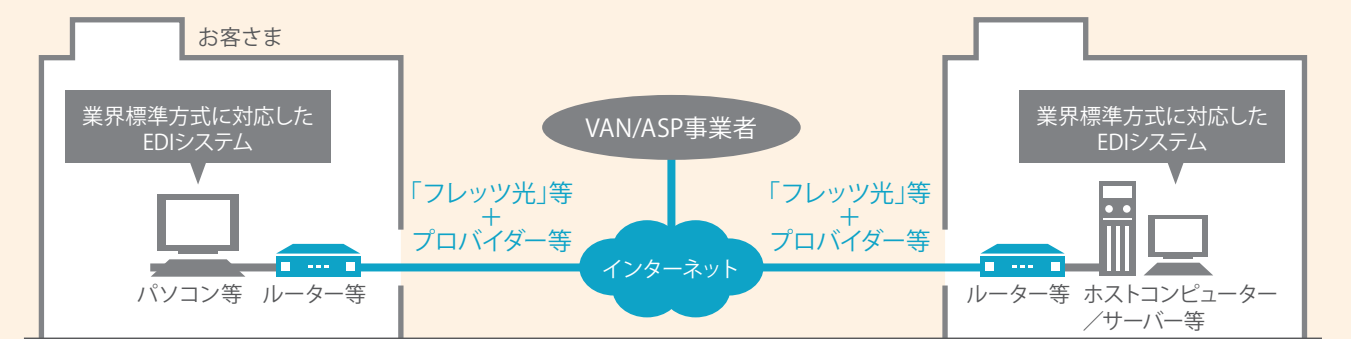 お客さま
業界標準方式に対応した
EDIシステム
パソコン等
ルーター等
「フレッツ光」等
＋
プロバイダー等
VAN/ASP事業者
インターネット
「フレッツ光」等
＋
プロバイダー等
業界標準方式に対応した
EDIシステム
ルーター等
ホストコンピューター
／サーバー等